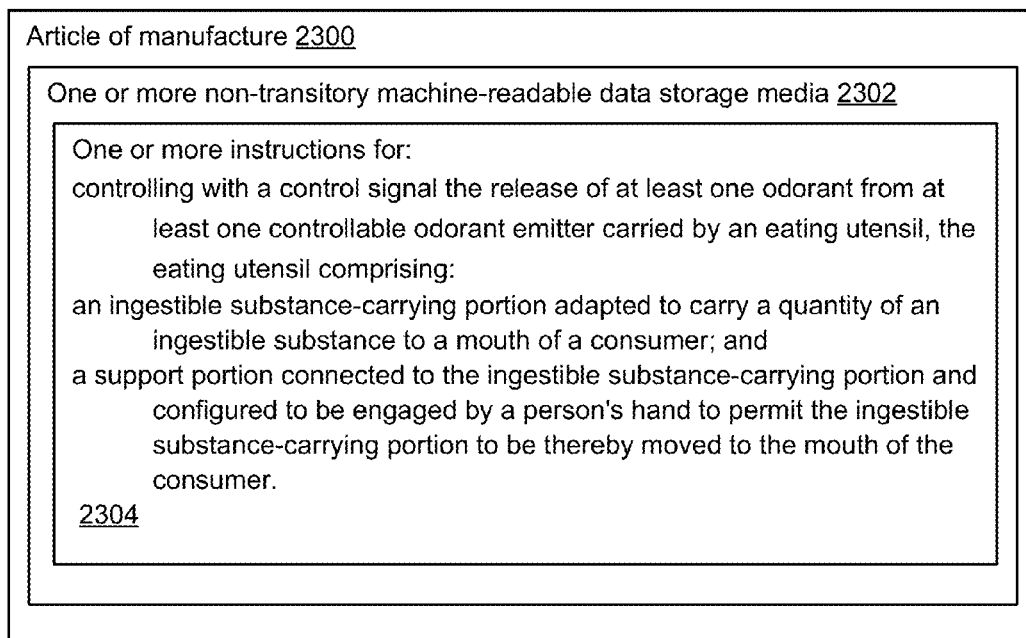 Article of manufacture 2300
One or more non-transitory machine-readable data storage media 2302
One or more instructions for:
controlling with a control signal the release of at least one odorant from at
least one controllable odorant emitter carried by an eating utensil, the
eating utensil comprising:
an ingestible substance-carrying portion adapted to carry a quantity of an
ingestible substance to a mouth of a consumer; and
a support portion connected to the ingestible substance-carrying portion and
configured to be engaged by a person's hand to permit the ingestible
substance-carrying portion to be thereby moved to the mouth of the
consumer.
2304